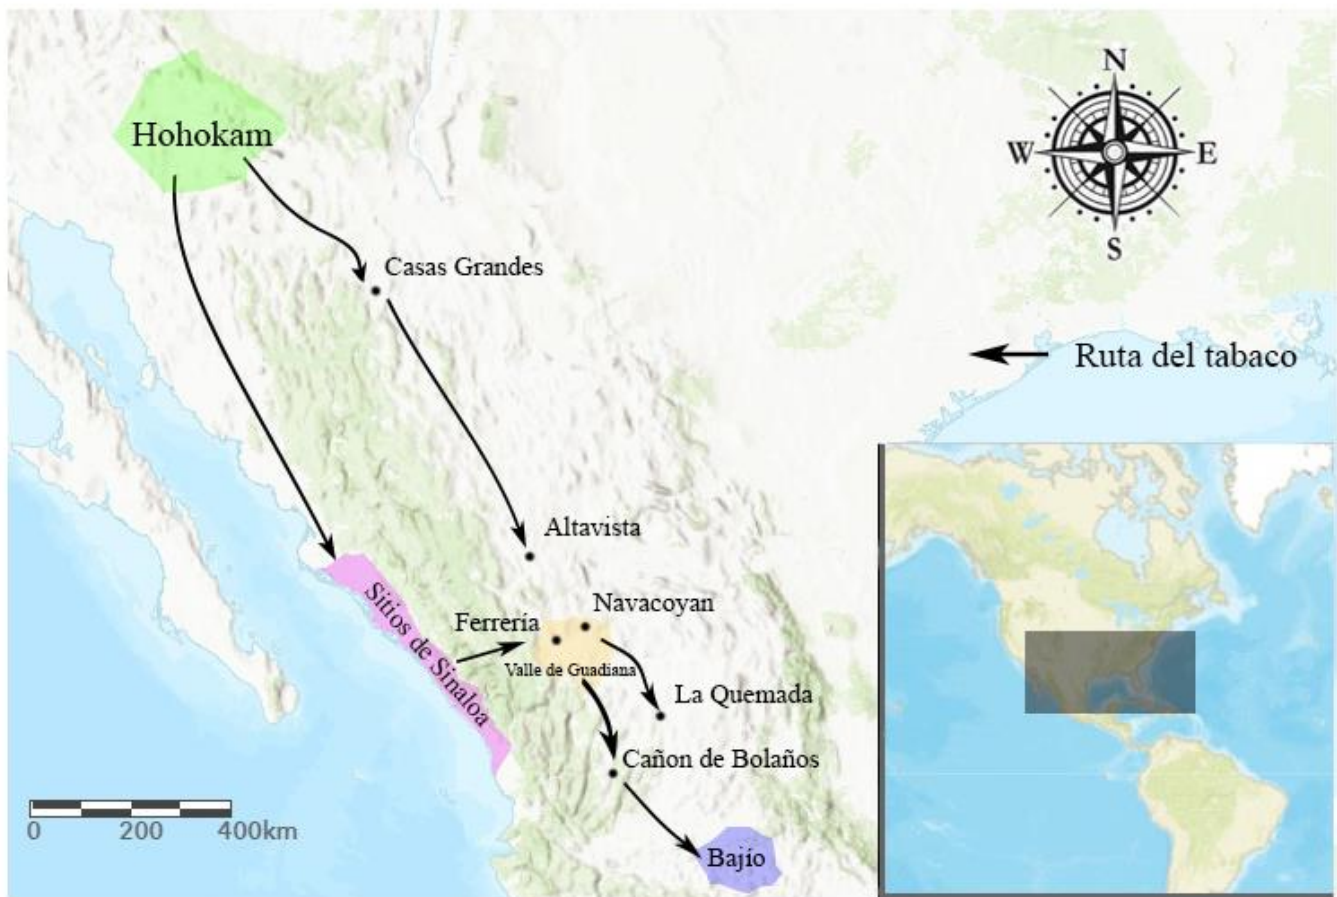 N
Hohokam
W
E
S
Casas Grandes
Ruta del tabaco
Altavista
Sitios de Sinaloa
Navacoyan
Ferrería
Valle de Guadiana
La Quemada
Cañon de Bolaños
0 200 400km
Bajío